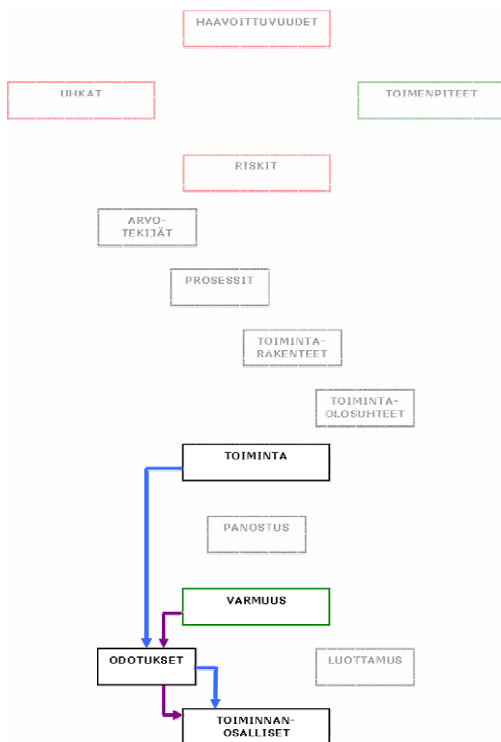 HAAVOITTUVUUDET
UHKAT
TOIMENPITEET
RISKIT
ARVO-
TEKIJÄT
PROSESSIT
TOIMINTA-
RAKENTEET
TOIMINTA-
OLOSUHTEET
TOIMINTA
PANOSTUS
VARMUUS
ODOTUKSET
LUOTTAMUS
TOIMINNAN-
OSALLISET